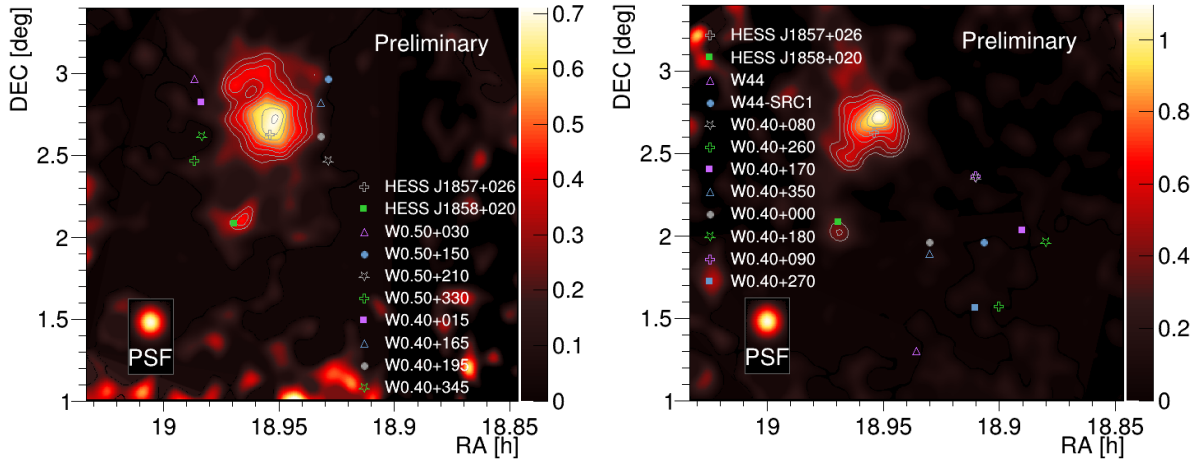 Preliminary
DEC [deg]
3
2.5
2
1.5
1
HESS J1857+026
HESS J1858+020
W0.50+030
W0.50+150
W0.50+210
W0.50+330
W0.40+015
W0.40+165
W0.40+195
W0.40+345
PSF
19
18.95
18.9
18.85
RA [h]
0.7
0.6
0.5
0.4
0.3
0.2
0.1
0
Preliminary
DEC [deg]
3
2.5
2
1.5
1
HESS J1857+026
HESS J1858+020
W44
W44-SRC1
W0.40+080
W0.40+260
W0.40+170
W0.40+350
W0.40+000
W0.40+180
W0.40+090
W0.40+270
PSF
19
18.95
18.9
18.85
RA [h]
1
0.8
0.6
0.4
0.2
0